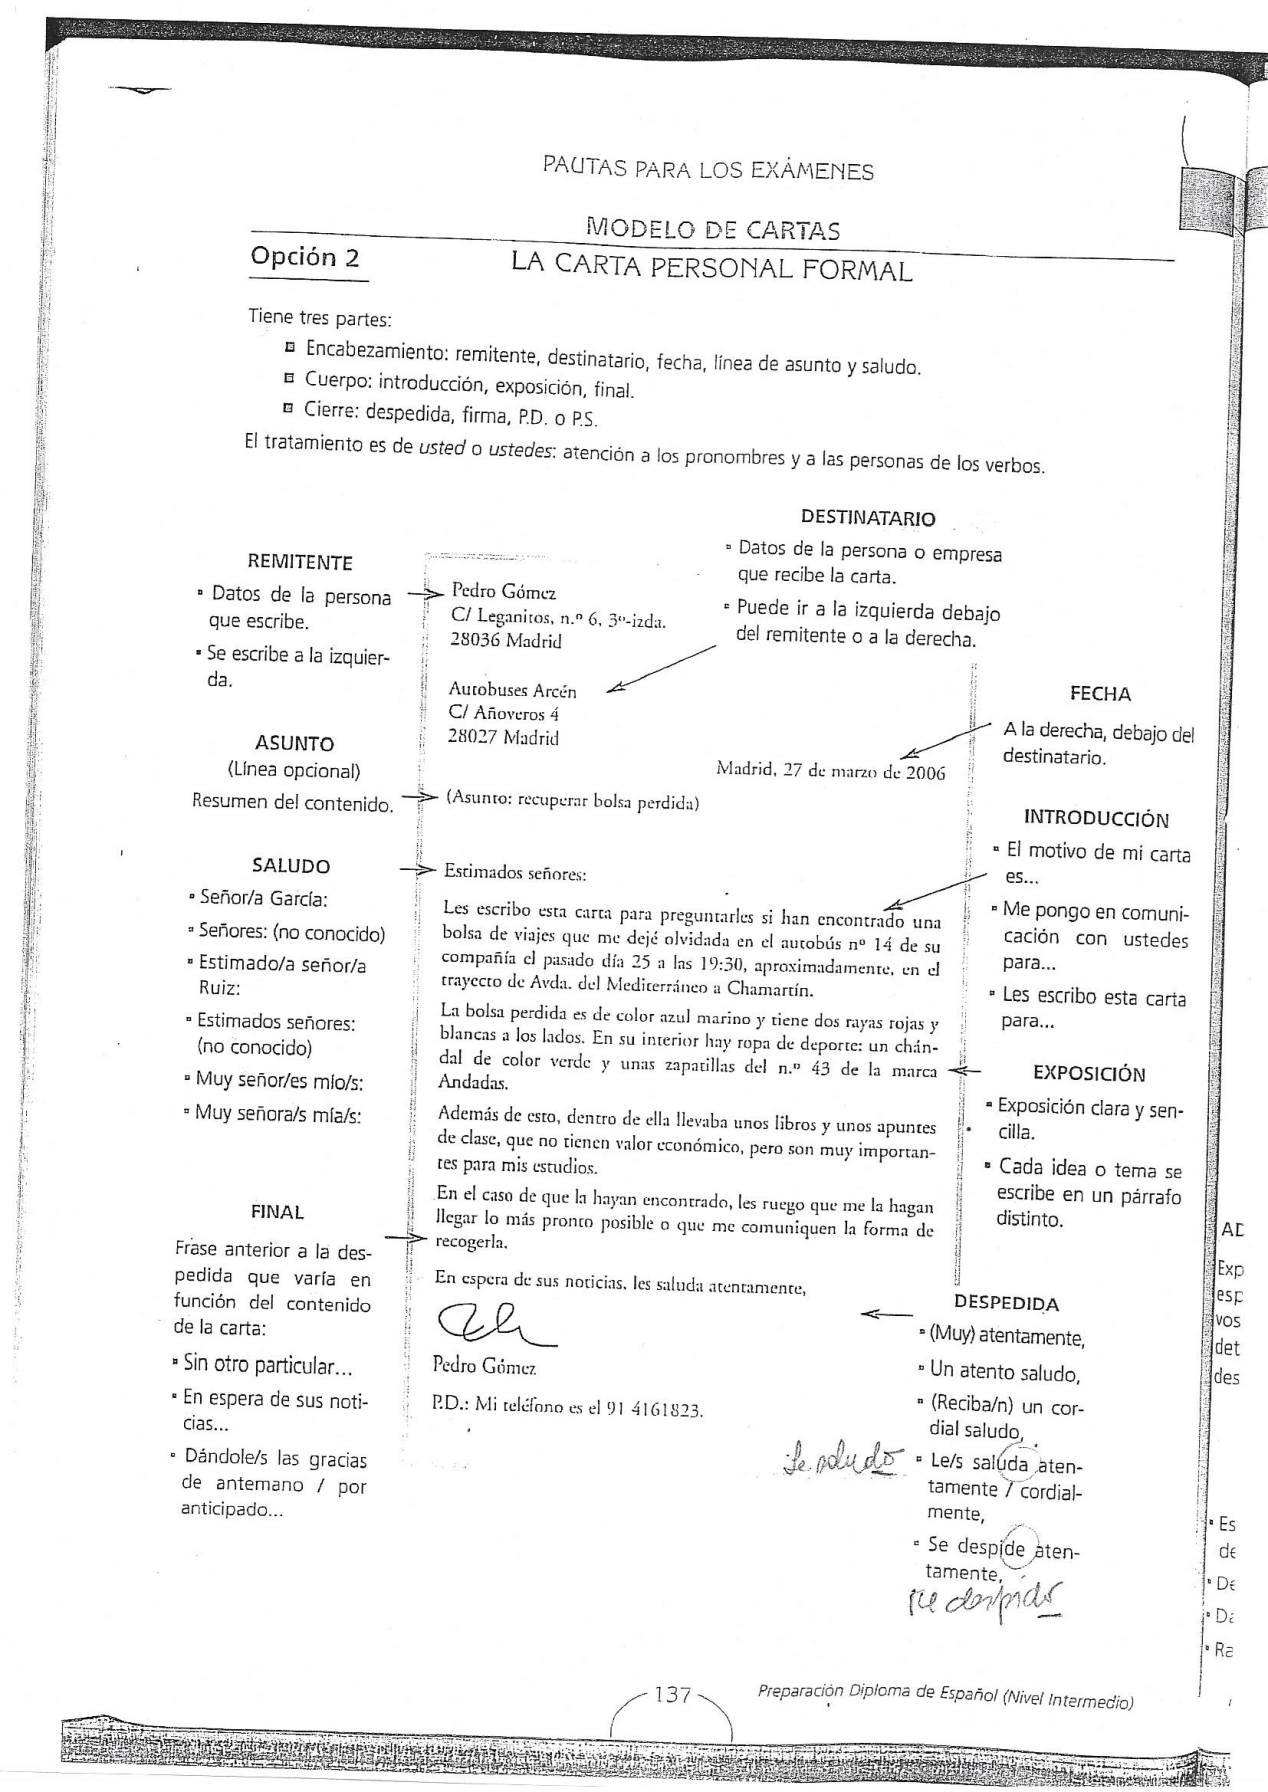 PAUTAS PARA LOS EXÁMENES
MODELO DE CARTAS
Opción 2
LA CARTA PERSONAL FORMAL
Tiene tres partes:
Encabezamiento: remitente, destinatario, fecha, línea de asunto y saludo.
Cuerpo: introducción, exposición, final.
Cierre: despedida, firma, P.D. o P.S.
El tratamiento es de usted o ustedes: atención a los pronombres y a las personas de los verbos.
REMITENTE
Datos de la persona
que escribe.
Se escribe a la izquier-
da.
DESTINATARIO
Datos de la persona o empresa
que recibe la carta.
Puede ir a la izquierda debajo
del remitente o a la derecha.
Pedro Gómez
C/ Leganitos, n.º 6, 3º-izda.
28036 Madrid
Autobuses Arcén
C/ Añoveros 4
28027 Madrid
FECHA
A la derecha, debajo del
destinatario.
Madrid, 27 de marzo de 2006
ASUNTO
(Línea opcional)
Resumen del contenido.
(Asunto: recuperar bolsa perdida)
INTRODUCCIÓN
El motivo de mi carta
es...
Me pongo en comuni-
cación con ustedes
para...
Les escribo esta carta
para...
SALUDO
Señor/a García:
Señores: (no conocido)
Estimado/a señor/a
Ruiz:
Estimados señores:
(no conocido)
Muy señor/es mío/s:
Muy señora/s mía/s:
Estimados señores:
Les escribo esta carta para preguntarles si han encontrado una
bolsa de viajes que me dejé olvidada en el autobús nº 14 de su
compañía el pasado día 25 a las 19:30, aproximadamente, en el
trayecto de Avda. del Mediterráneo a Chamartín.
La bolsa perdida es de color azul marino y tiene dos rayas rojas y
blancas a los lados. En su interior hay ropa de deporte: un chán-
dal de color verde y unas zapatillas del n.º 43 de la marca
Andadas.
Además de esto, dentro de ella llevaba unos libros y unos apuntes
de clase, que no tienen valor económico, pero son muy importan-
tes para mis estudios.
En el caso de que la hayan encontrado, les ruego que me la hagan
llegar lo más pronto posible o que me comuniquen la forma de
recogerla.
En espera de sus noticias, les saluda atentamente,
Pedro Gómez
P.D.: Mi teléfono es el 91 4161823.
EXPOSICIÓN
Exposición clara y sen-
cilla.
Cada idea o tema se
escribe en un párrafo
distinto.
FINAL
Frase anterior a la des-
pedida que varía en
función del contenido
de la carta:
Sin otro particular...
En espera de sus noti-
cias...
Dándole/s las gracias
de antemano / por
anticipado...
DESPEDIDA
(Muy) atentamente,
Un atento saludo,
(Reciba/n) un cor-
dial saludo,
Le saludo
Le/s saluda aten-
tamente / cordial-
mente,
Se despide aten-
tamente,
me despido
AD
Exp
esp
vos
det
des
Es
de
De
Da
Ra
137
Preparación Diploma de Español (Nivel Intermedio)